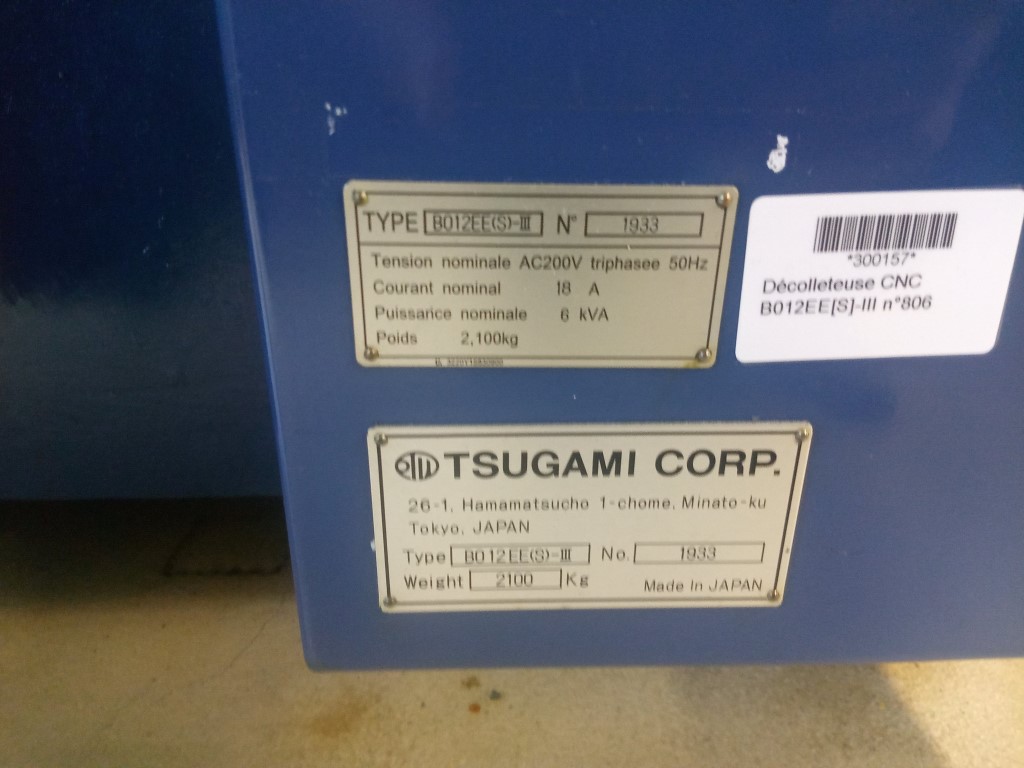 TYPE B012EE(S)-III N° 1933
Tension nominale AC200V triphasee 50Hz
Courant nominal 18 A
Puissance nominale 6 kVA
Poids 2,100kg
*300157*
Décolleteuse CNC
B012EE[S]-III n°806
TSUGAMI CORP.
26-1, Hamamatsucho 1-chome, Minato-ku
Tokyo, JAPAN
Type B012EE(S)-III No. 1933
Weight 2100 Kg
Made In JAPAN